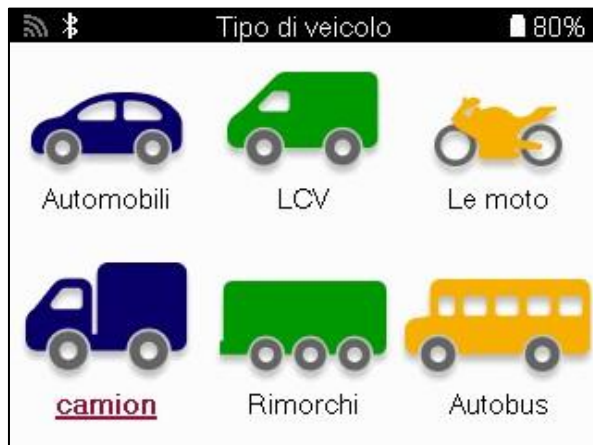 Tipo di veicolo 80%
Automobili LCV Le moto
camion Rimorchi Autobus